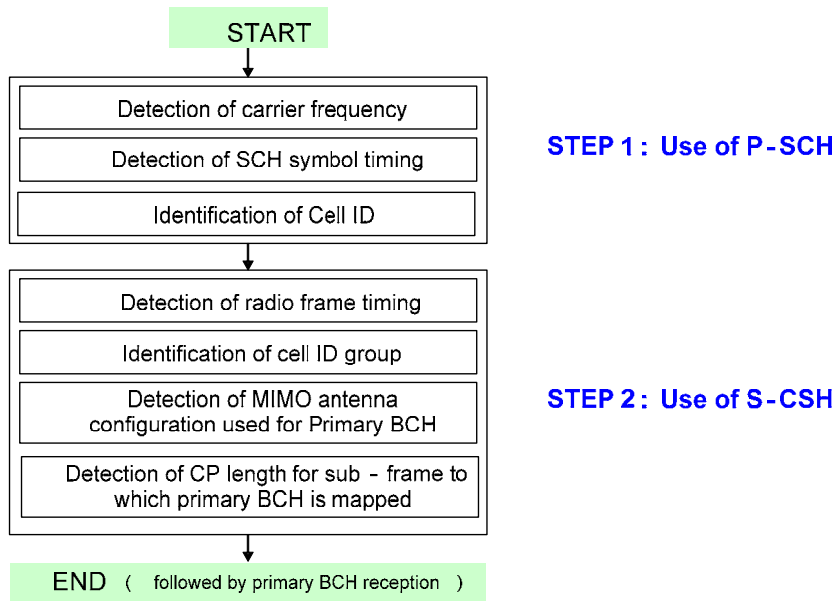 START
Detection of carrier frequency
Detection of SCH symbol timing
Identification of Cell ID
STEP 1 : Use of P-SCH
Detection of radio frame timing
Identification of cell ID group
Detection of MIMO antenna
configuration used for Primary BCH
Detection of CP length for sub - frame to
which primary BCH is mapped
STEP 2 : Use of S-CSH
END ( followed by primary BCH reception )